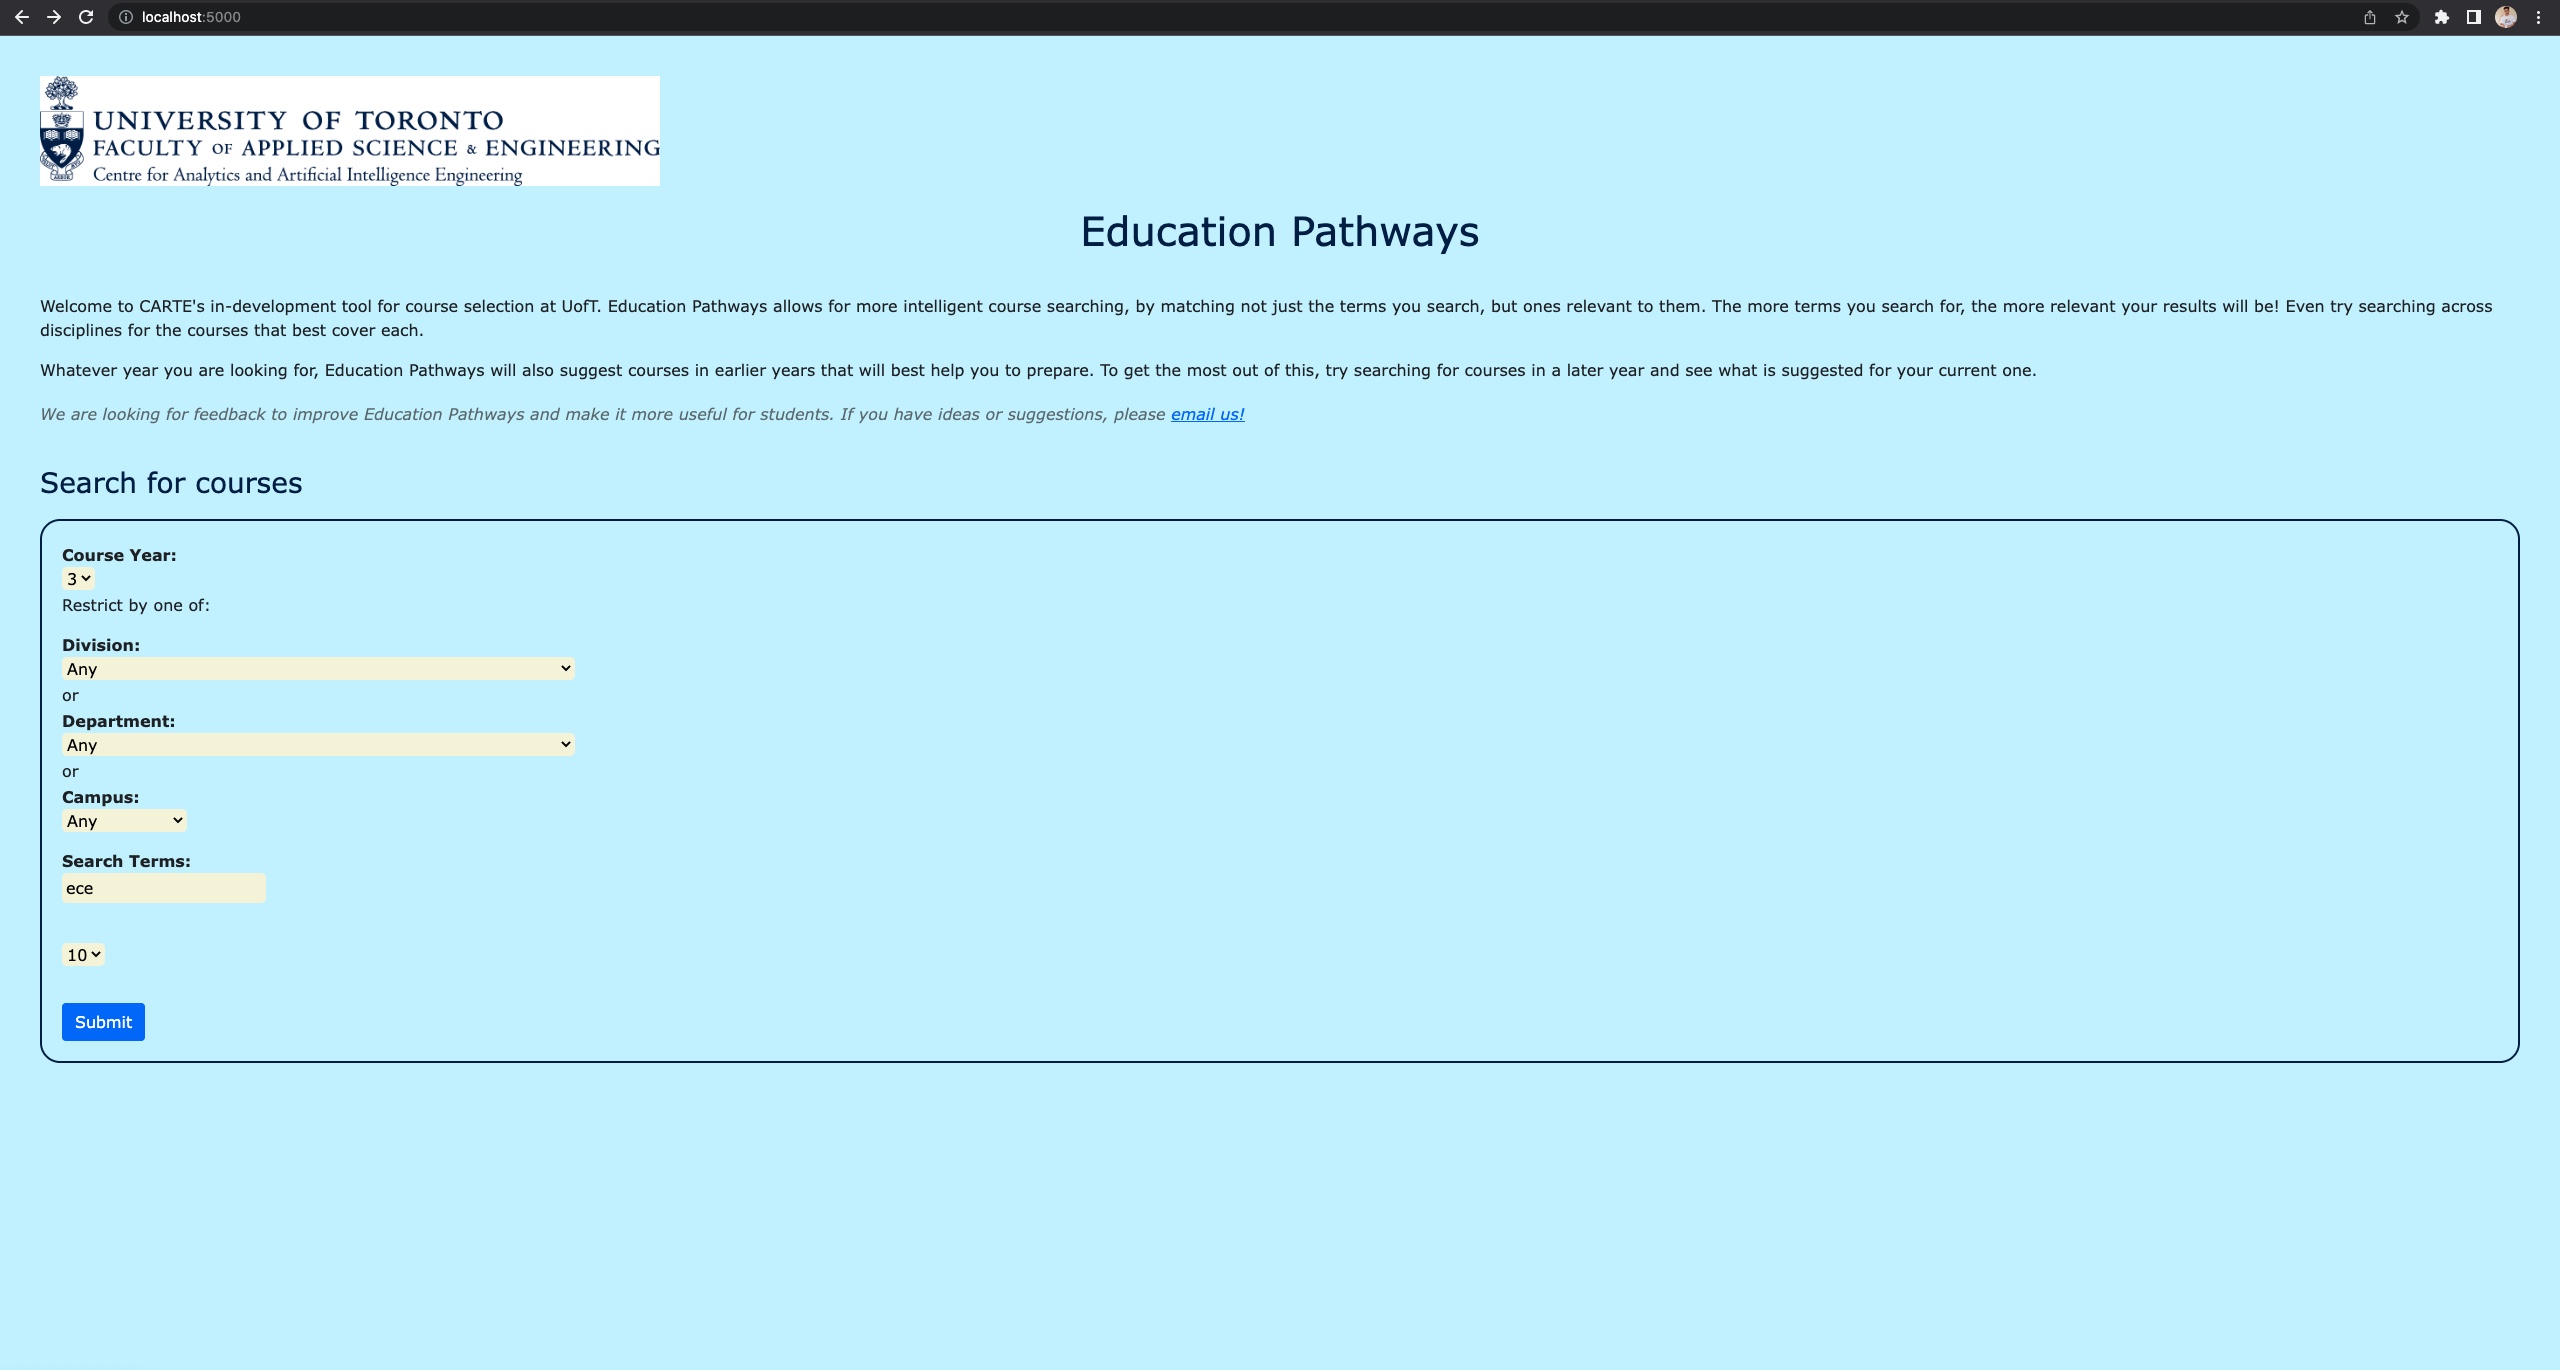 localhost:5000
UNIVERSITY OF TORONTO
FACULTY OF APPLIED SCIENCE & ENGINEERING
Centre for Analytics and Artificial Intelligence Engineering
Education Pathways
Welcome to CARTE's in-development tool for course selection at UofT. Education Pathways allows for more intelligent course searching, by matching not just the terms you search, but ones relevant to them. The more terms you search for, the more relevant your results will be! Even try searching across
disciplines for the courses that best cover each.
Whatever year you are looking for, Education Pathways will also suggest courses in earlier years that will best help you to prepare. To get the most out of this, try searching for courses in a later year and see what is suggested for your current one.
We are looking for feedback to improve Education Pathways and make it more useful for students. If you have ideas or suggestions, please email us!
Search for courses
Course Year:
3
Restrict by one of:
Division:
Any
or
Department:
Any
or
Campus:
Any
Search Terms:
ece
10
Submit